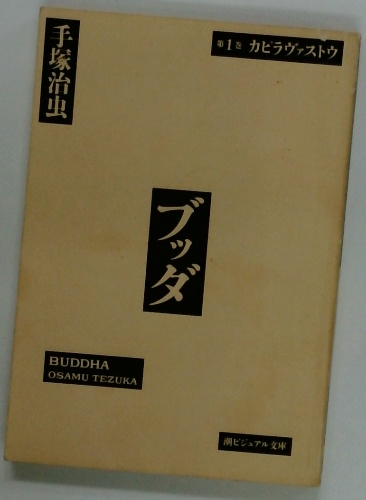 手塚治虫
第1巻 カピラヴァストウ
ブッダ
BUDDHA
OSAMU TEZUKA
潮ビジュアル文庫